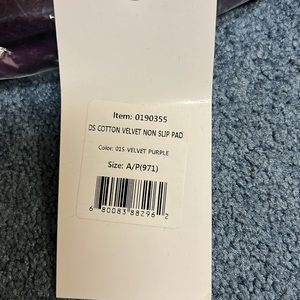 Item: 0190355
DS COTTON VELVET NON SLIP PAD
Color: 015-VELVET PURPLE
Size: A/P(971)
6 80083 88296 2